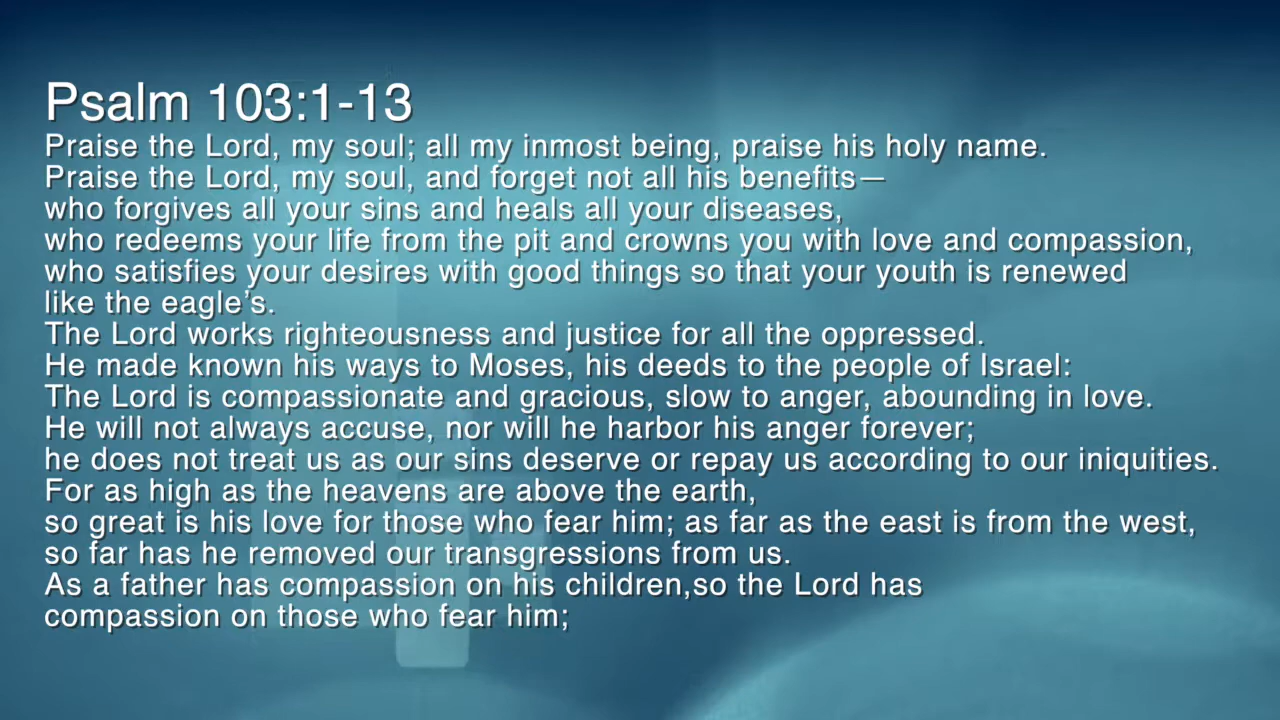 Psalm 103:1-13
Praise the Lord, my soul; all my inmost being, praise his holy name.
Praise the Lord, my soul, and forget not all his benefits—
who forgives all your sins and heals all your diseases,
who redeems your life from the pit and crowns you with love and compassion,
who satisfies your desires with good things so that your youth is renewed
like the eagle’s.
The Lord works righteousness and justice for all the oppressed.
He made known his ways to Moses, his deeds to the people of Israel:
The Lord is compassionate and gracious, slow to anger, abounding in love.
He will not always accuse, nor will he harbor his anger forever;
he does not treat us as our sins deserve or repay us according to our iniquities.
For as high as the heavens are above the earth,
so great is his love for those who fear him; as far as the east is from the west,
so far has he removed our transgressions from us.
As a father has compassion on his children,so the Lord has
compassion on those who fear him;